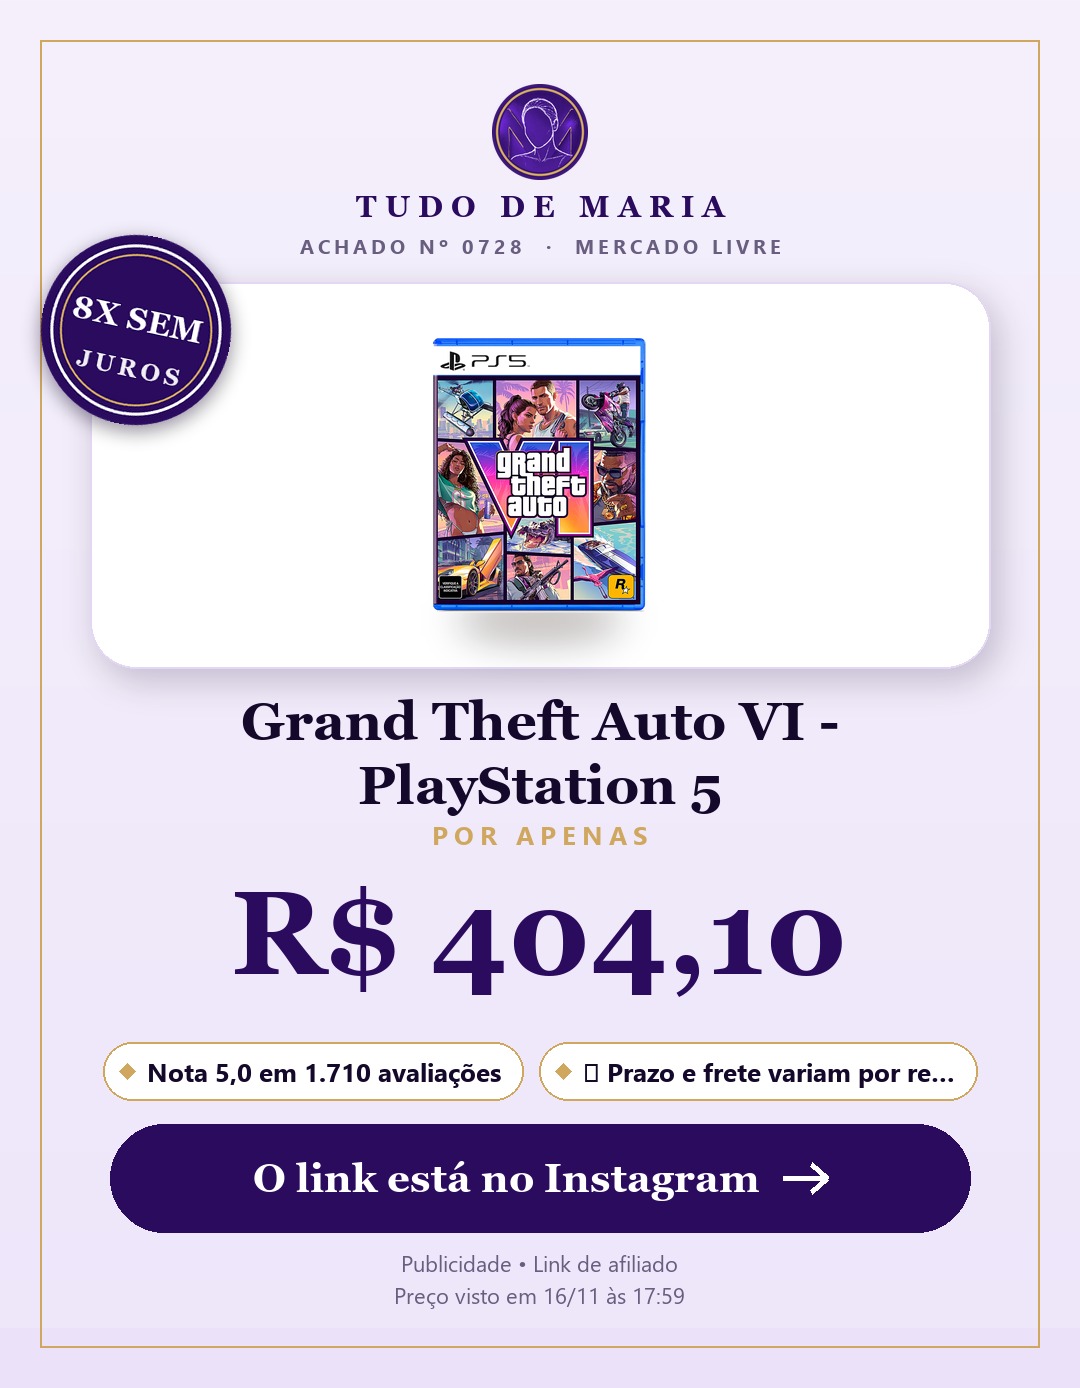 TUDO DE MARIA
ACHADO Nº 0728 · MERCADO LIVRE
8X SEM
JUROS
PS5
grand
theft
auto
VI
R
Grand Theft Auto VI -
PlayStation 5
POR APENAS
R$ 404,10
Nota 5,0 em 1.710 avaliações
Prazo e frete variam por re...
O link está no Instagram →
Publicidade • Link de afiliado
Preço visto em 16/11 às 17:59